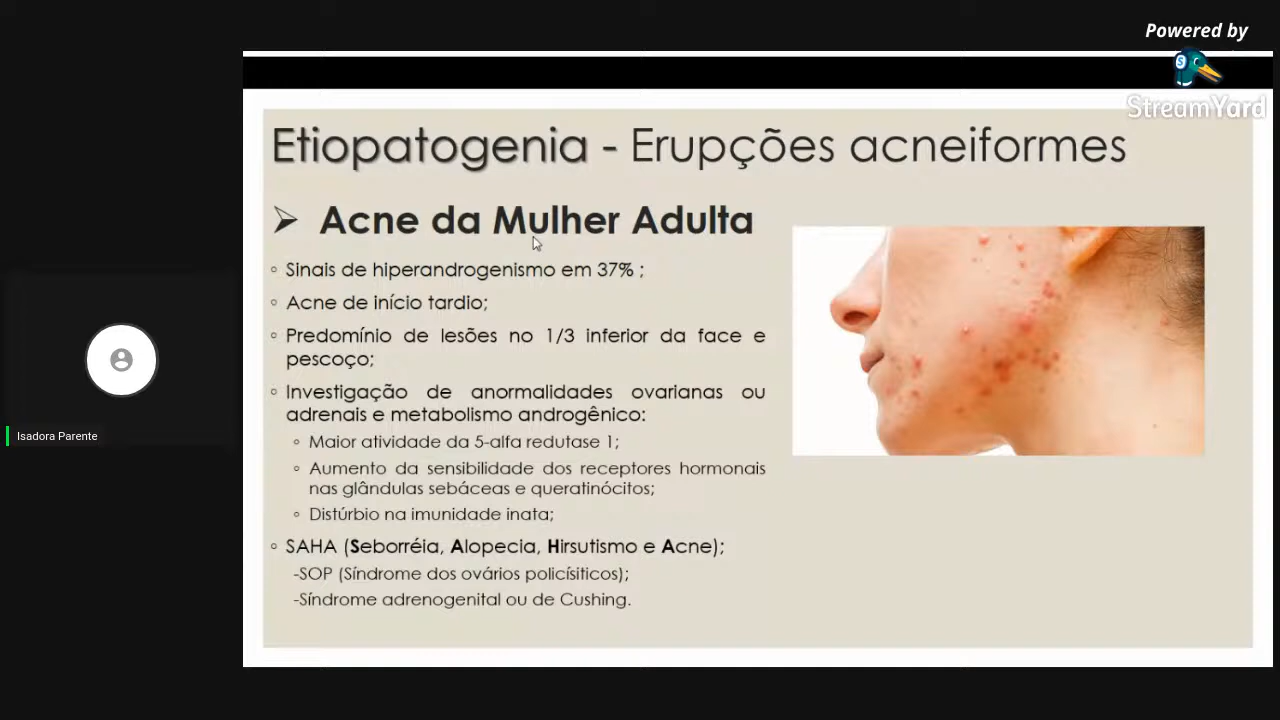 Powered by
StreamYard
Etiopatogenia - Erupções acneiformes
➢ Acne da Mulher Adulta
◦ Sinais de hiperandrogenismo em 37% ;
◦ Acne de início tardio;
◦ Predomínio de lesões no 1/3 inferior da face e
pescoço;
◦ Investigação de anormalidades ovarianas ou
adrenais e metabolismo androgênico:
◦ Maior atividade da 5-alfa redutase 1;
◦ Aumento da sensibilidade dos receptores hormonais
nas glândulas sebáceas e queratinócitos;
◦ Distúrbio na imunidade inata;
◦ SAHA (Seborréia, Alopecia, Hirsutismo e Acne);
-SOP (Síndrome dos ovários policísiticos);
-Síndrome adrenogenital ou de Cushing.
Isadora Parente